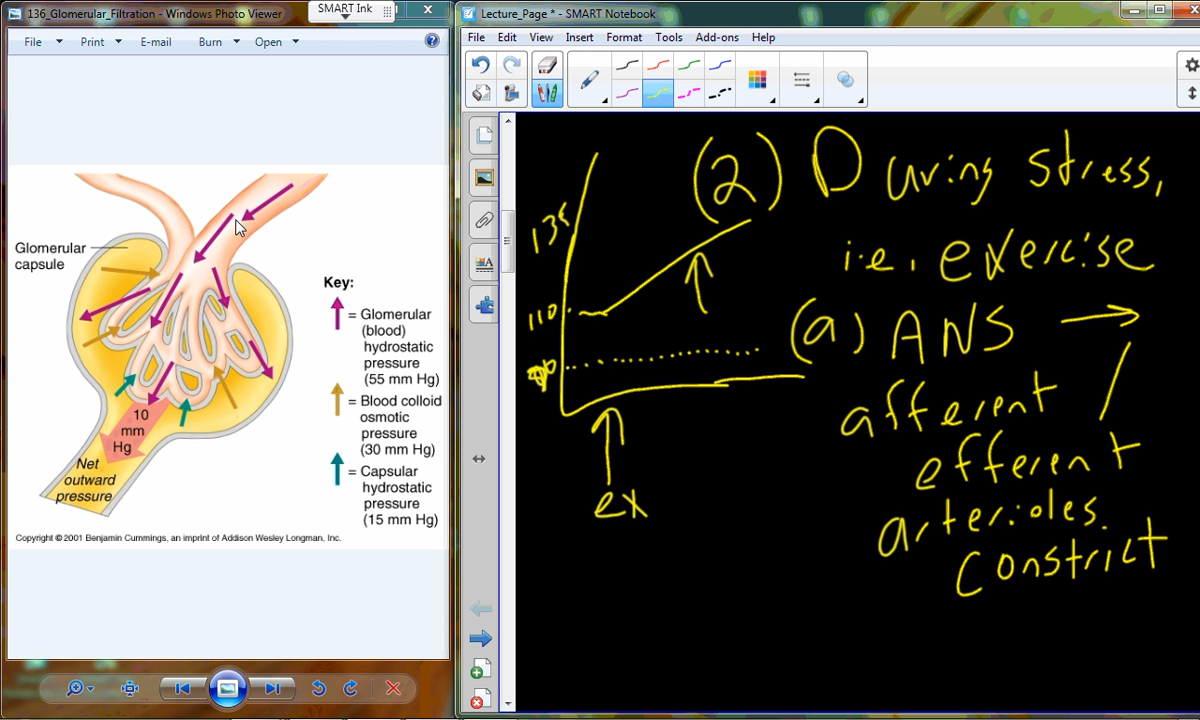 136_Glomerular_Filtration - Windows Photo Viewer
SMART Ink
File Print E-mail Burn Open
Glomerular
capsule
10
mm
Hg
Net
outward
pressure
Key:
= Glomerular
(blood)
hydrostatic
pressure
(55 mm Hg)
= Blood colloid
osmotic
pressure
(30 mm Hg)
= Capsular
hydrostatic
pressure
(15 mm Hg)
Copyright © 2001 Benjamin Cummings, an imprint of Addison Wesley Longman, Inc.
Lecture_Page * - SMART Notebook
File Edit View Insert Format Tools Add-ons Help
135
110
ex
(2) During stress,
i.e. exercise
(a) ANS →
afferent /
efferent
arterioles.
constrict